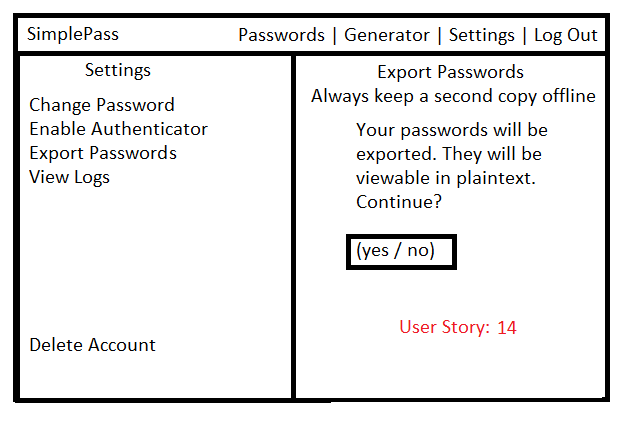 SimplePass
Passwords | Generator | Settings | Log Out
Settings
Change Password
Enable Authenticator
Export Passwords
View Logs
Delete Account
Export Passwords
Always keep a second copy offline
Your passwords will be
exported. They will be
viewable in plaintext.
Continue?
(yes / no)
User Story: 14